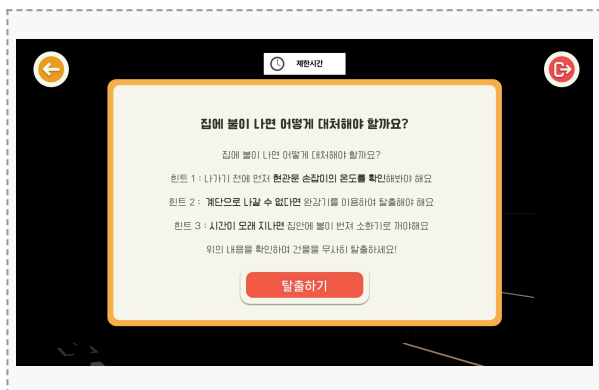 제한시간
집에 불이 나면 어떻게 대처해야 할까요?
집에 불이 나면 어떻게 대처해야 할까요?
힌트 1 : 나가기 전에 먼저 현관문 손잡이의 온도를 확인해봐야 해요
힌트 2 : 계단으로 나갈 수 없다면 완강기를 이용하여 탈출해야 해요
힌트 3 : 시간이 오래 지나면 집안에 불이 번져 소화기로 꺼야해요
위의 내용을 확인하여 건물을 무사히 탈출하세요!
탈출하기